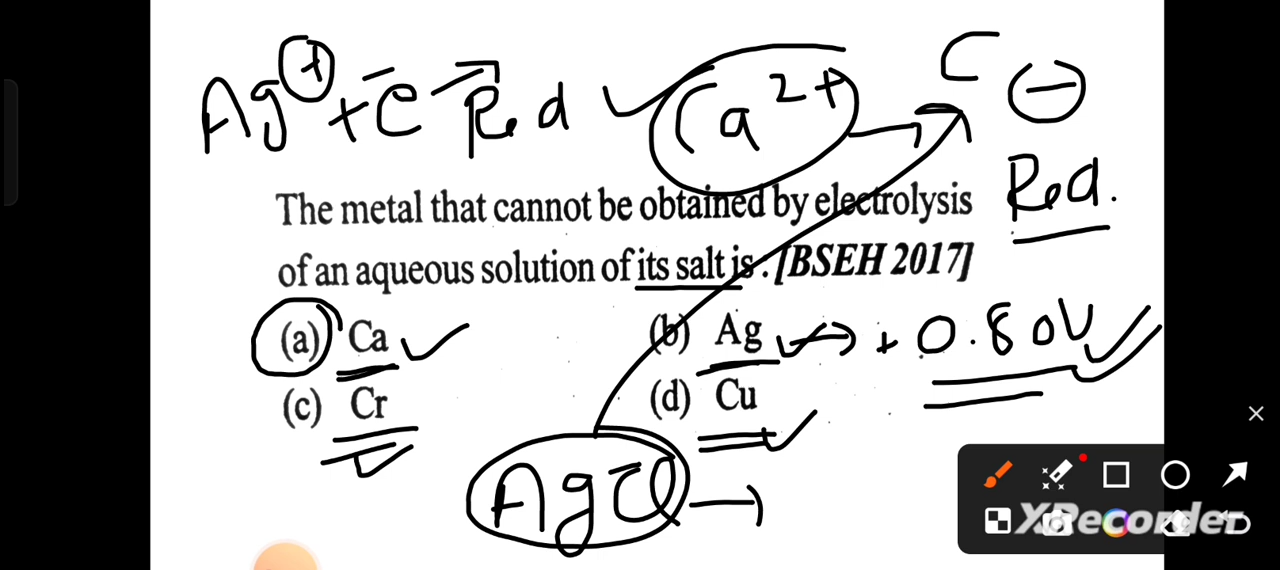 Ag⁺ + e⁻ → Red ✓ Ca²⁺ → C ⊖
Red.
The metal that cannot be obtained by electrolysis
of an aqueous solution of its salt is . [BSEH 2017]
(a) Ca ✓ (b) Ag → + 0.80V
(c) Cr (d) Cu ✓
AgCl →
XRecorder